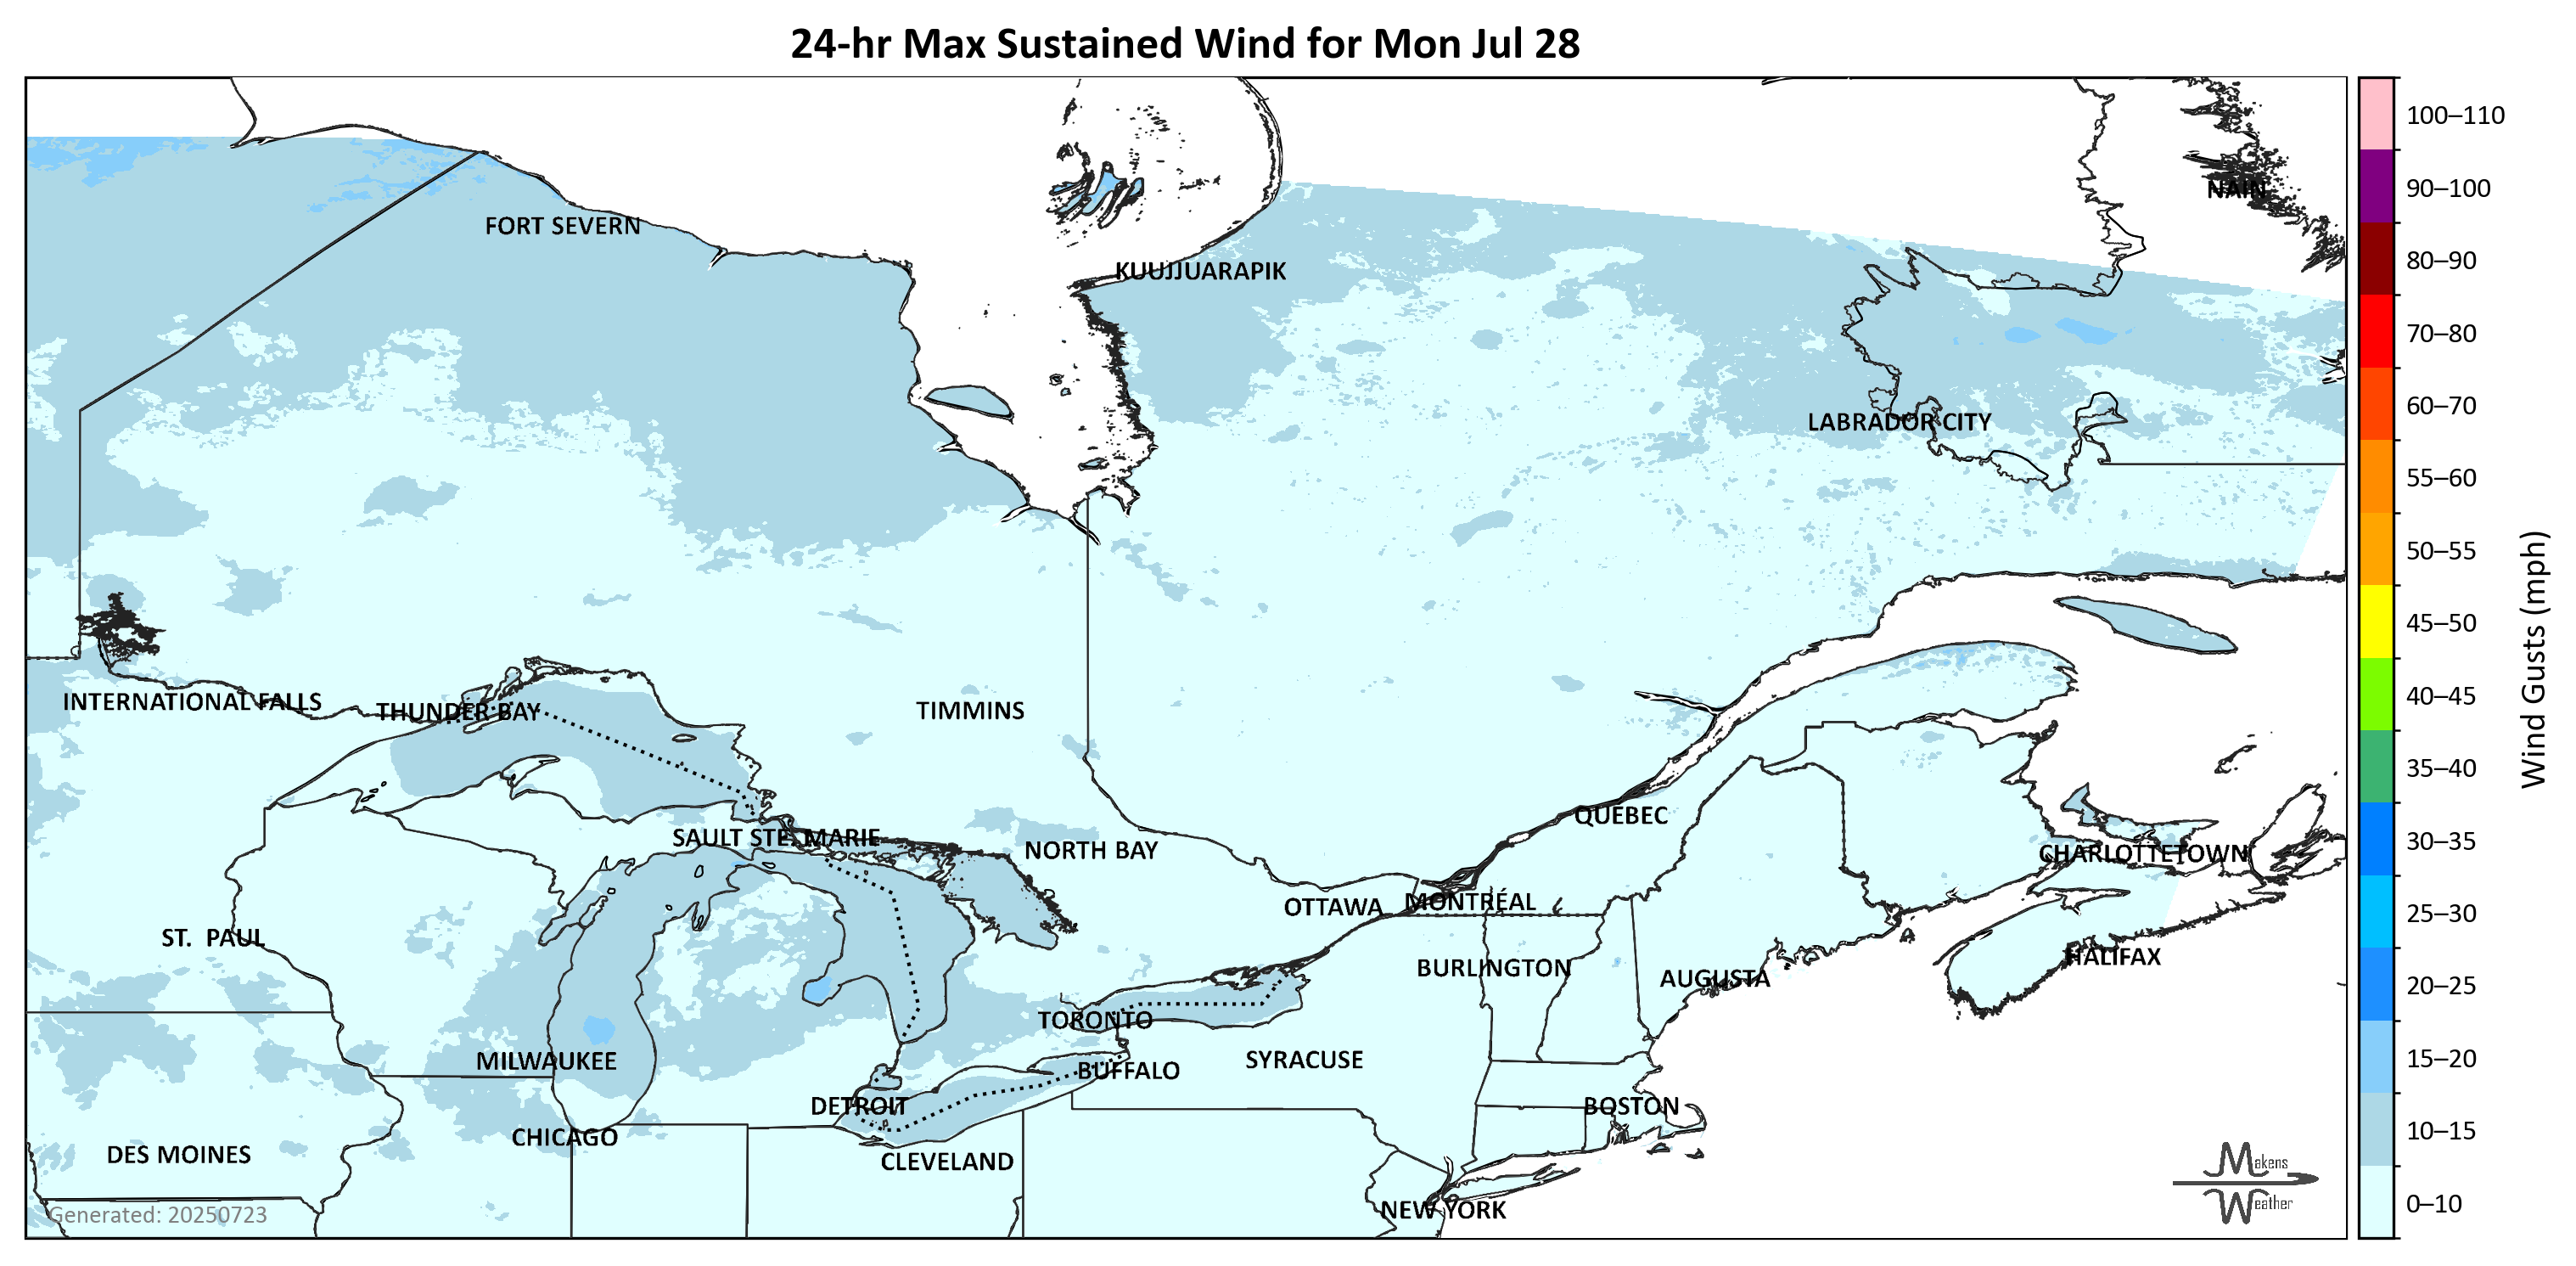 24-hr Max Sustained Wind for Mon Jul 28
100–110
90–100
80–90
70–80
60–70
55–60
50–55
45–50
40–45
35–40
30–35
25–30
20–25
15–20
10–15
0–10
Wind Gusts (mph)
NAIN
FORT SEVERN
KUUJJUARAPIK
LABRADOR CITY
INTERNATIONAL FALLS
THUNDER BAY
TIMMINS
QUÉBEC
SAULT STE. MARIE
NORTH BAY
CHARLOTTETOWN
OTTAWA
MONTRÉAL
ST.  PAUL
HALIFAX
BURLINGTON
AUGUSTA
TORONTO
MILWAUKEE
SYRACUSE
BUFFALO
DETROIT
BOSTON
CHICAGO
DES MOINES
CLEVELAND
NEW YORK
Makens
Weather
Generated: 20250723